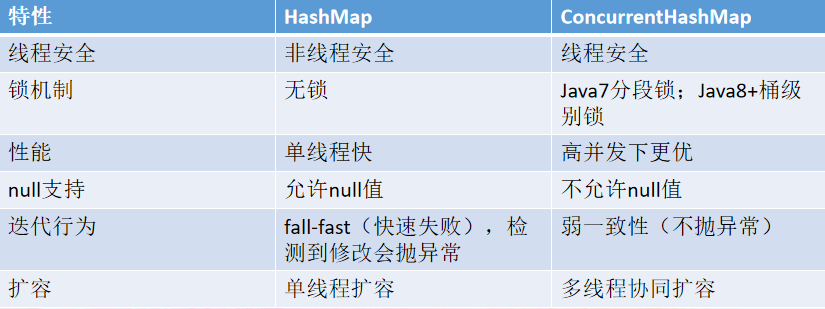 特性 HashMap ConcurrentHashMap
线程安全 非线程安全 线程安全
锁机制 无锁 Java7分段锁；Java8+桶级
别锁
性能 单线程快 高并发下更优
null支持 允许null值 不允许null值
迭代行为 fall-fast（快速失败），检 弱一致性（不抛异常）
测到修改会抛异常
扩容 单线程扩容 多线程协同扩容